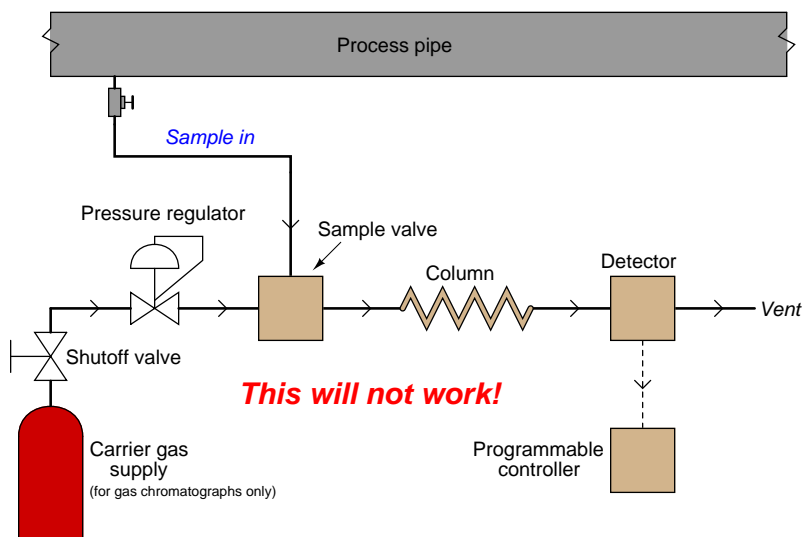 Process pipe
Sample in
Pressure regulator
Sample valve
Column
Detector
Vent
Shutoff valve
This will not work!
Carrier gas
supply
(for gas chromatographs only)
Programmable
controller